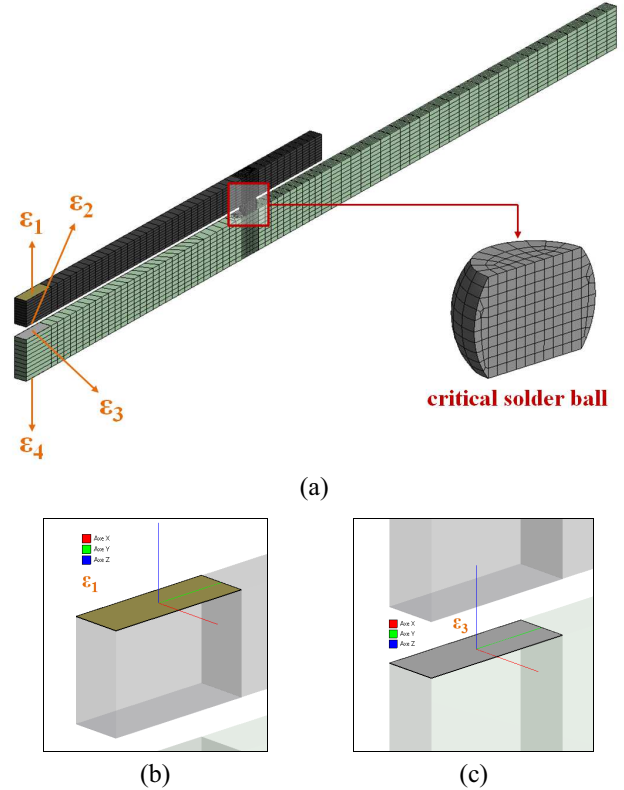 ε1
ε2
ε3
ε4
critical solder ball
(a)
Axe X
Axe Y
Axe Z
ε1
(b)
Axe X
Axe Y
Axe Z
ε3
(c)